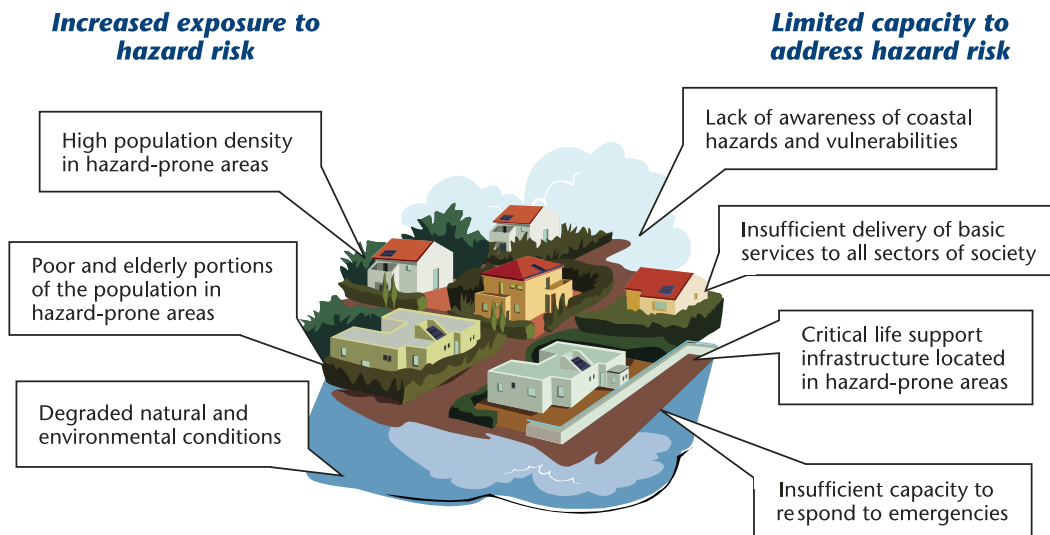 Increased exposure to
hazard risk
High population density
in hazard-prone areas
Poor and elderly portions
of the population in
hazard-prone areas
Degraded natural and
environmental conditions
Limited capacity to
address hazard risk
Lack of awareness of coastal
hazards and vulnerabilities
Insufficient delivery of basic
services to all sectors of society
Critical life support
infrastructure located
in hazard-prone areas
Insufficient capacity to
respond to emergencies